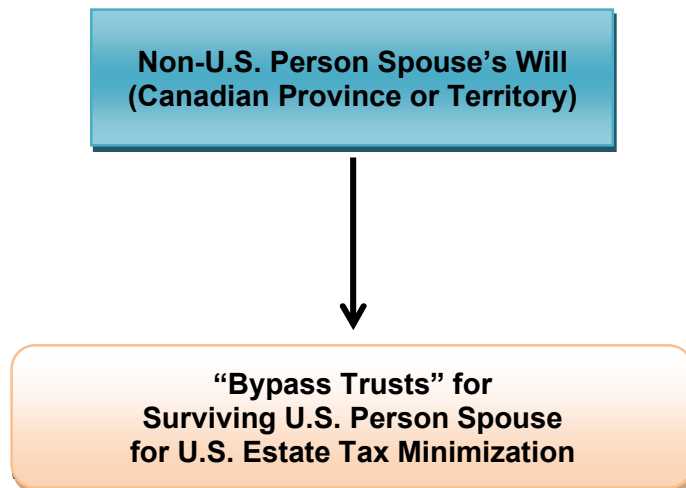 Non-U.S. Person Spouse’s Will
(Canadian Province or Territory)
“Bypass Trusts” for
Surviving U.S. Person Spouse
for U.S. Estate Tax Minimization